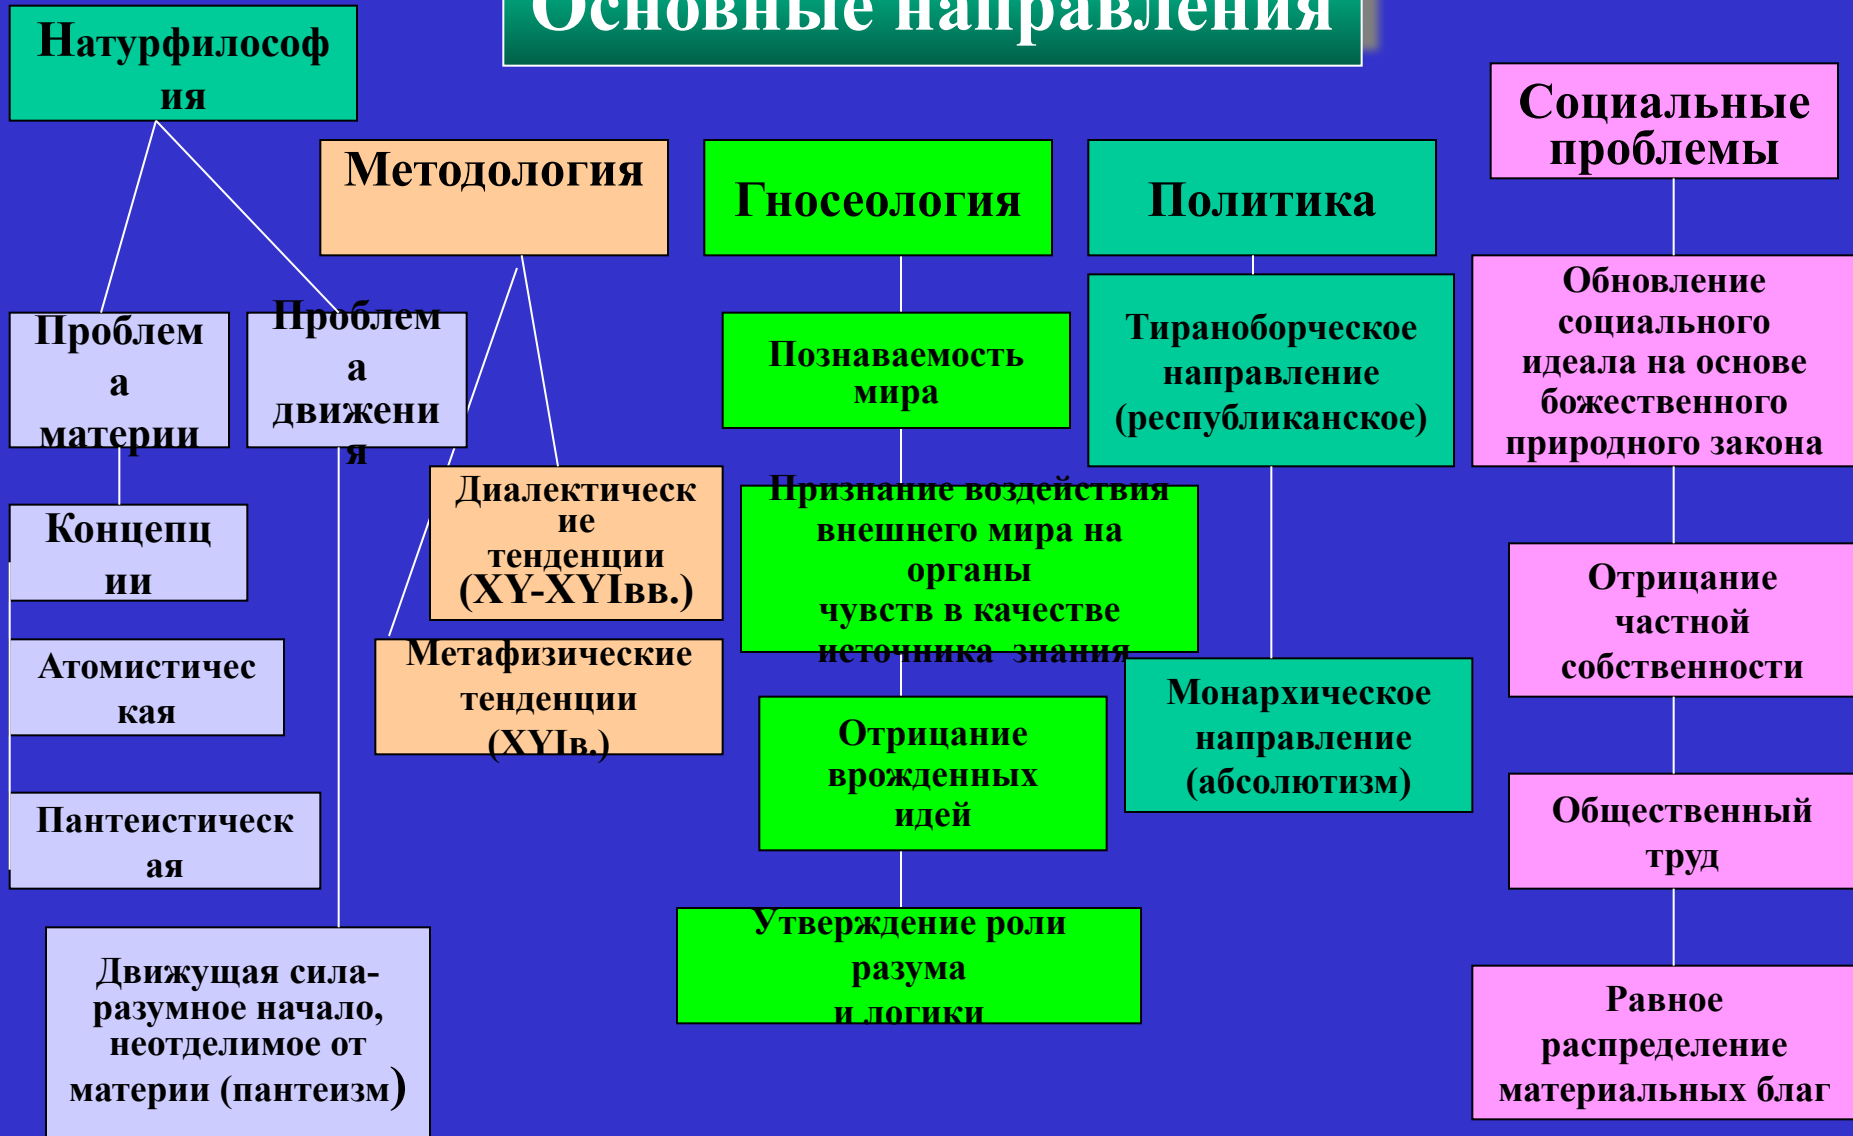 Основные направления
Натурфилософ
ия
Проблем
а
материи
Концепц
ии
Атомистичес
кая
Пантеистическ
ая
Проблем
а
движени
я
Движущая сила-
разумное начало,
неотделимое от
материи (пантеизм)
Методология
Диалектическ
ие
тенденции
(XY-XYIвв.)
Метафизические
тенденции
(XYIв.)
Гносеология
Познаваемость
мира
Признание воздействия
внешнего мира на
органы
чувств в качестве
источника знания
Отрицание
врожденных
идей
Утверждение роли
разума
и логики
Политика
Тираноборческое
направление
(республиканское)
Монархическое
направление
(абсолютизм)
Социальные
проблемы
Обновление
социального
идеала на основе
божественного
природного закона
Отрицание
частной
собственности
Общественный
труд
Равное
распределение
материальных благ